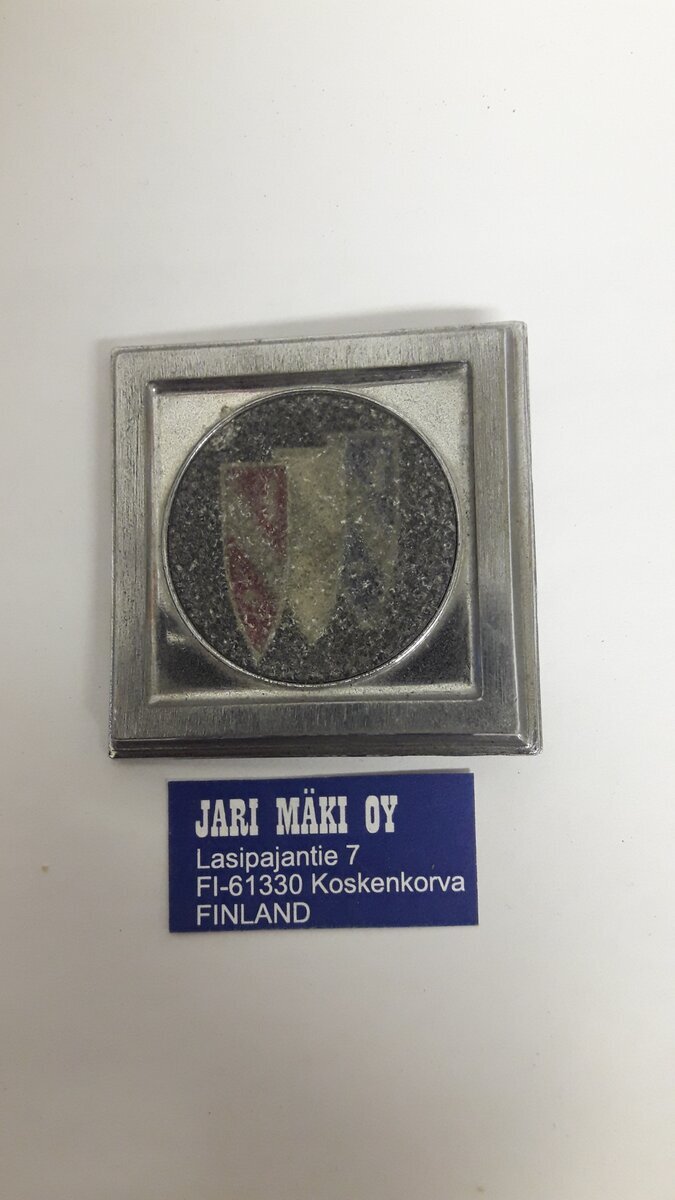 JARI MÄKI OY
Lasipajantie 7
FI-61330 Koskenkorva
FINLAND